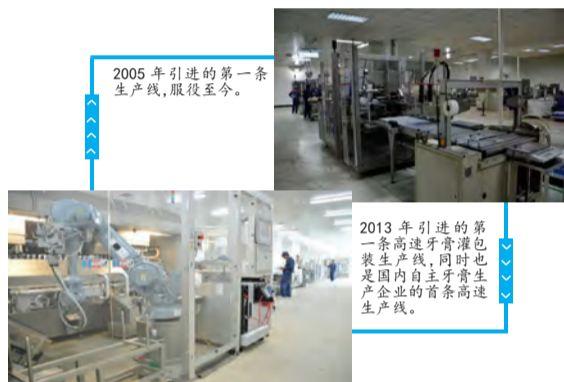 2005 年引进的第一条
生产线,服役至今。
2013 年引进的第
一条高速牙膏灌包
装生产线,同时也
是国内自主牙膏生
产企业的首条高速
生产线。